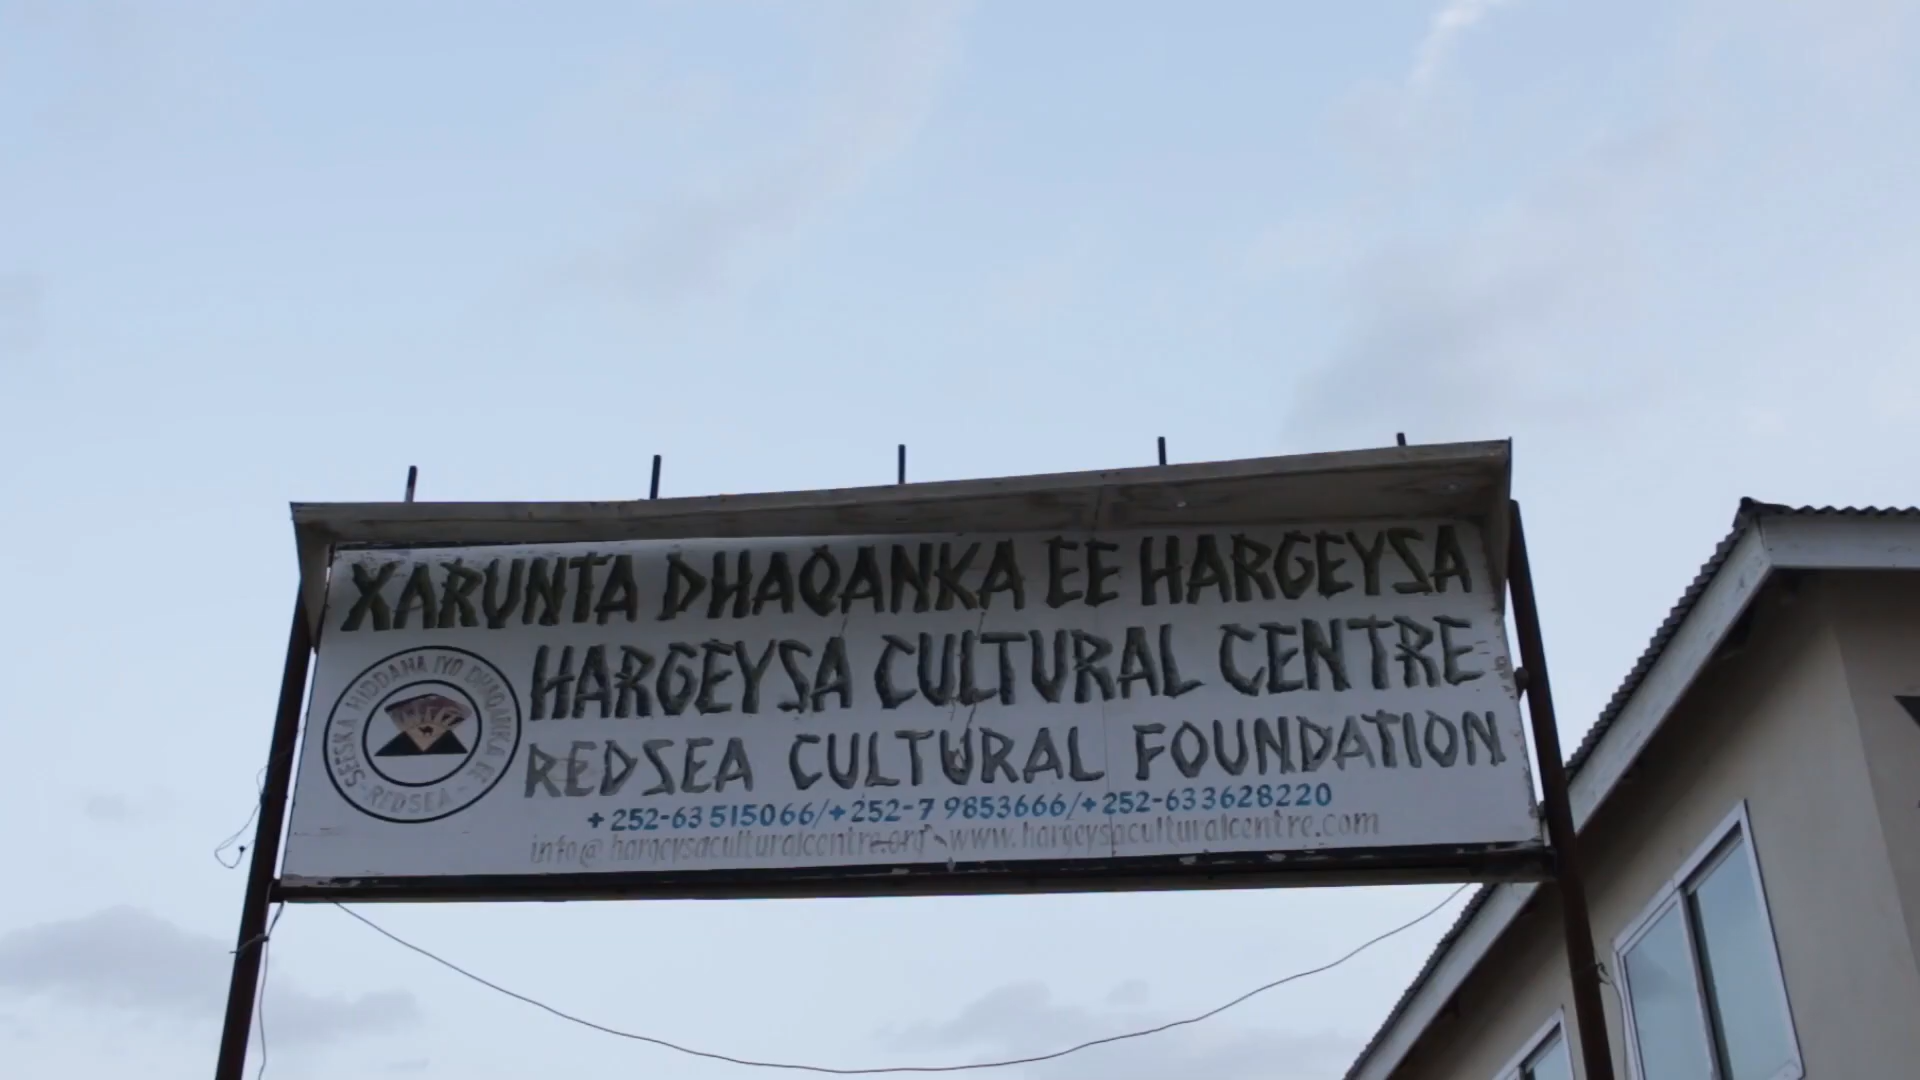 XARUNTA DHAQANKA EE HARGEYSA
HARGEYSA CULTURAL CENTRE
REDSEA CULTURAL FOUNDATION
+252-63 515066/+252-7 9853666/+252-633628220
info@hargeysaculturalcentre.org - www.hargeysaculturalcentre.com
SEESKA HIDDAHA IYO DHAQANKA EE
- REDSEA -